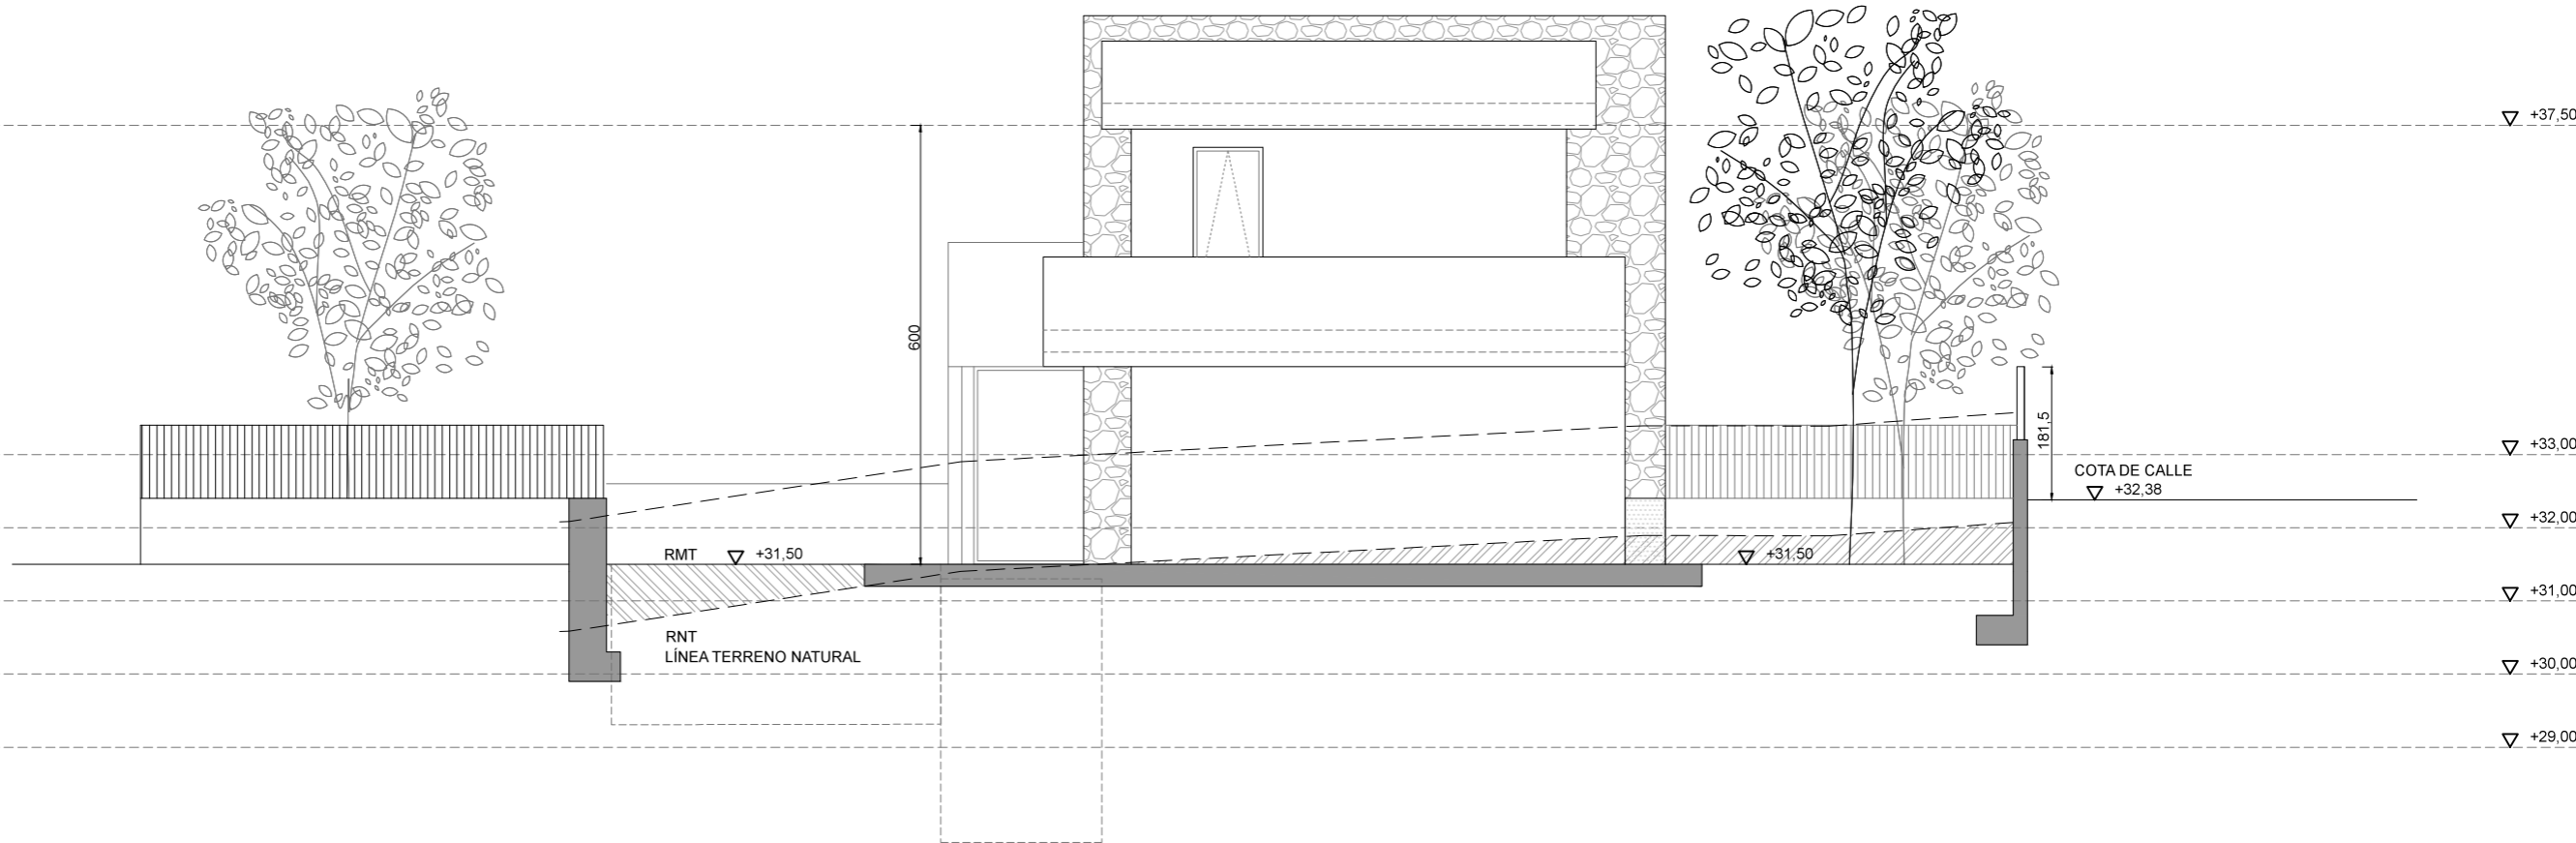 +37,50
600
181,5
+33,00
COTA DE CALLE
+32,38
+32,00
RMT +31,50
+31,50
+31,00
RNT
LÍNEA TERRENO NATURAL
+30,00
+29,00